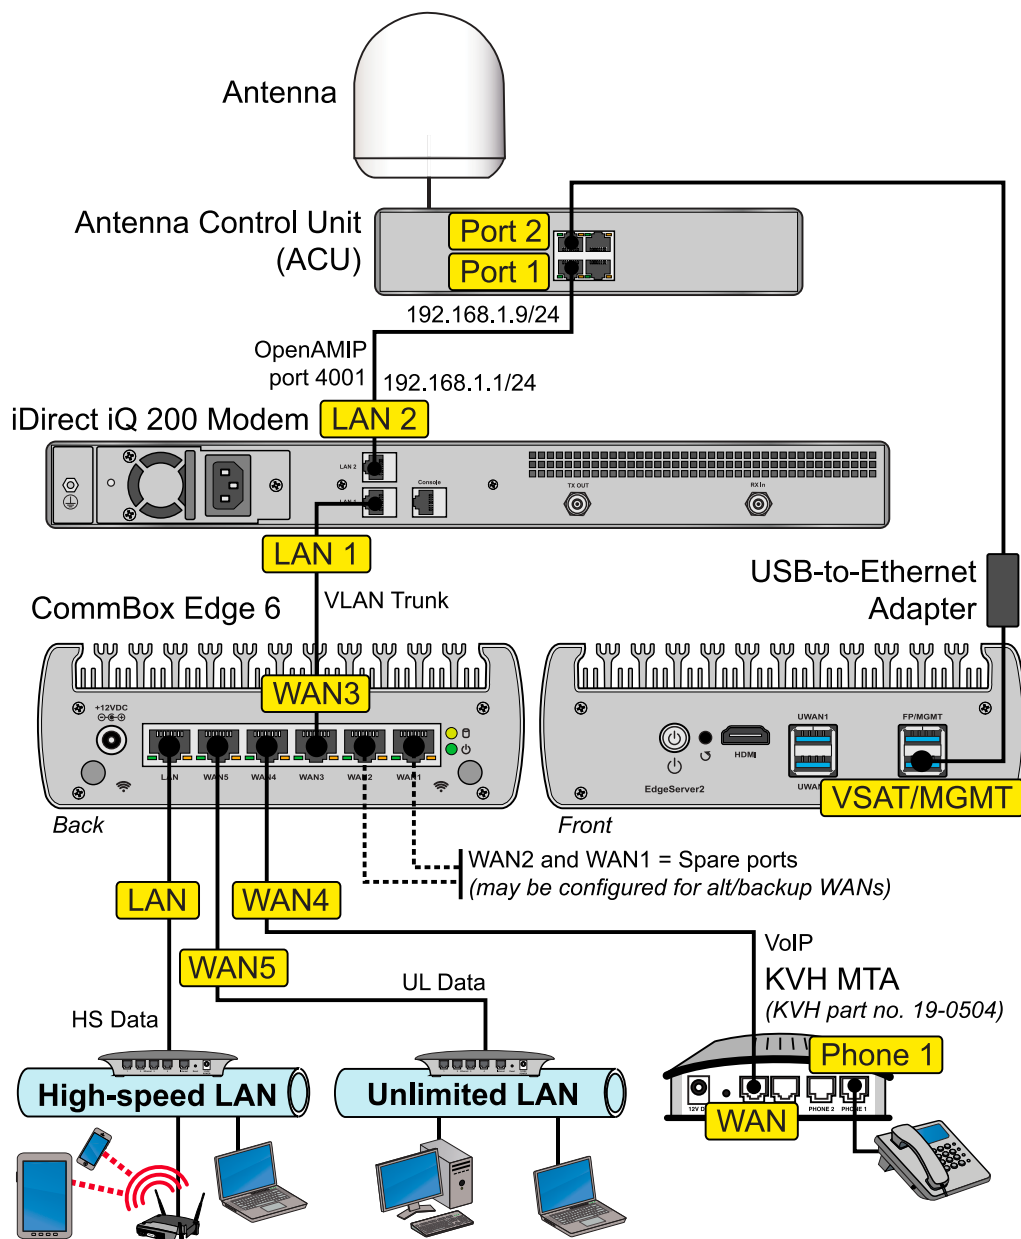 Antenna
Antenna Control Unit
(ACU)
Port 2
Port 1
192.168.1.9/24
OpenAMIP
port 4001
192.168.1.1/24
iDirect iQ 200 Modem
LAN 2
LAN 2
Console
TX OUT
RX In
LAN 1
USB-to-Ethernet
Adapter
VLAN Trunk
CommBox Edge 6
WAN3
+12VDC
LAN
WAN5
WAN4
WAN3
WAN2
WAN1
Back
UWAN1
FP/MGMT
HDMI
EdgeServer2
VSAT/MGMT
Front
WAN2 and WAN1 = Spare ports
(may be configured for alt/backup WANs)
LAN
WAN4
WAN5
VoIP
UL Data
KVH MTA
(KVH part no. 19-0504)
HS Data
Phone 1
High-speed LAN
Unlimited LAN
PHONE 2
PHONE 1
WAN